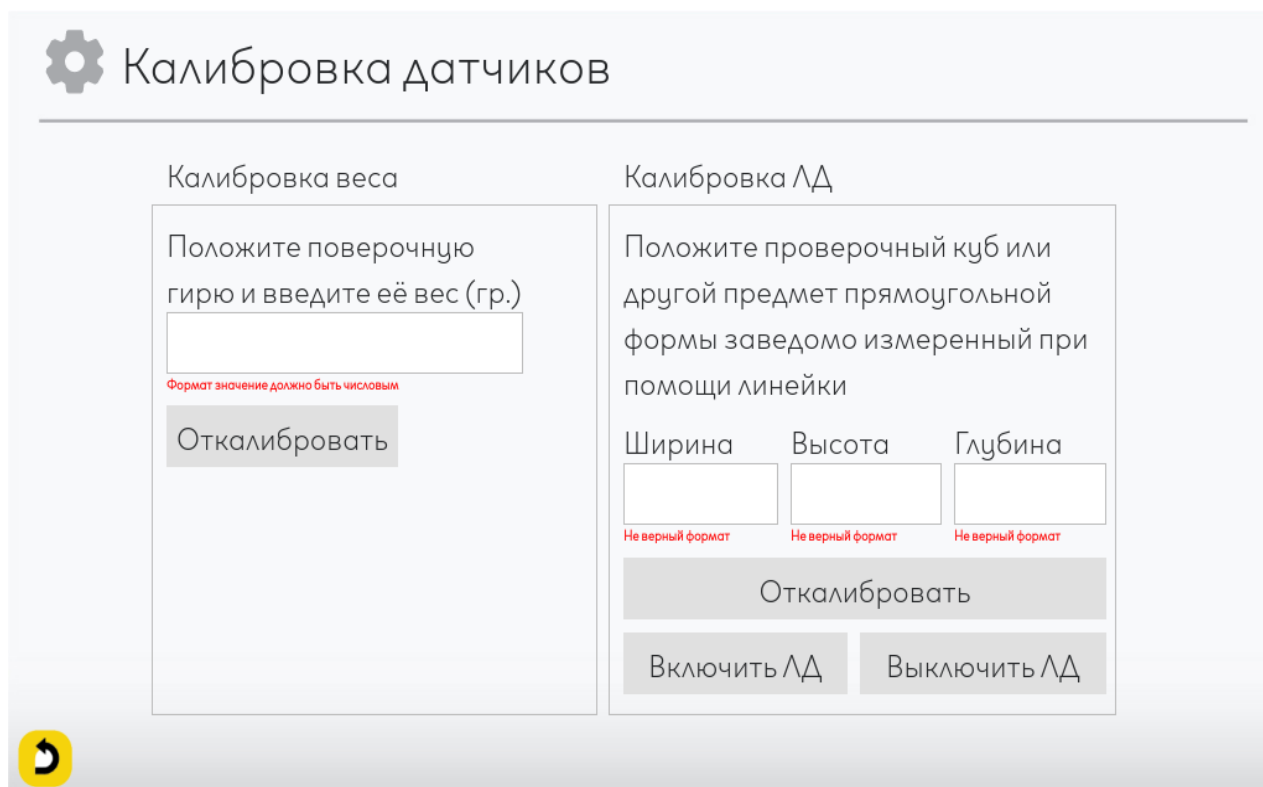 Калибровка датчиков
Калибровка веса
Положите поверочную
гирю и введите её вес (гр.)
Формат значение должно быть числовым
Откалибровать
Калибровка ЛД
Положите проверочный куб или
другой предмет прямоугольной
формы заведомо измеренный при
помощи линейки
Ширина Высота Глубина
Не верный формат Не верный формат Не верный формат
Откалибровать
Включить ЛД Выключить ЛД